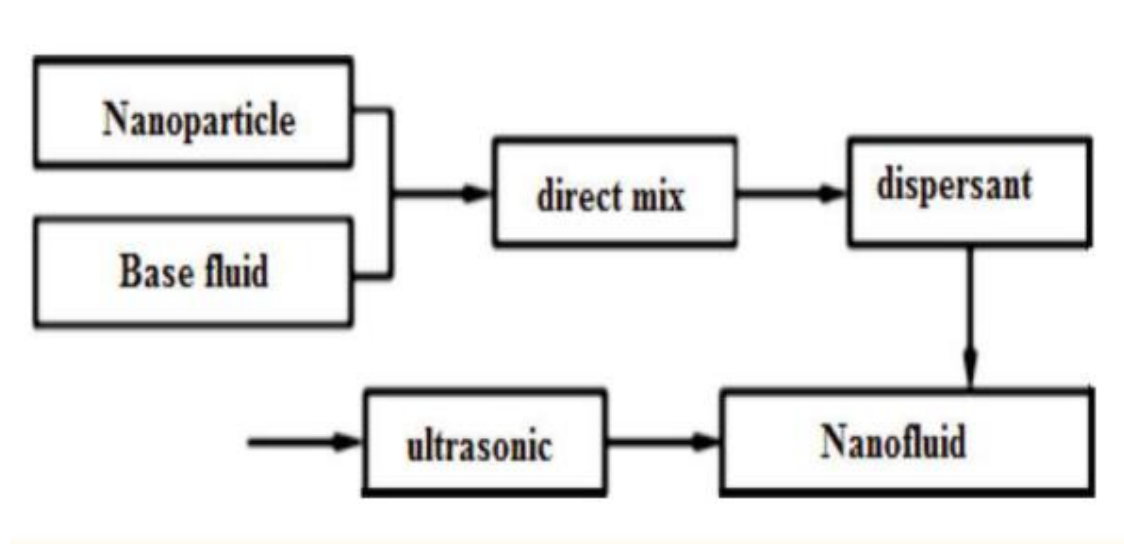 Nanoparticle
Base fluid
direct mix
dispersant
ultrasonic
Nanofluid